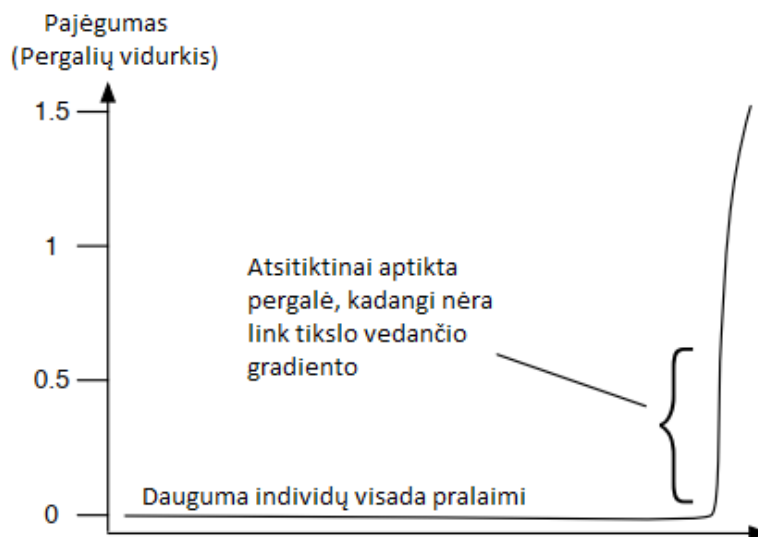 Pajėgumas
(Pergalių vidurkis)
1.5
1
Atsitiktinai aptikta
pergalė, kadangi nėra
link tikslo vedančio
gradiento
0.5
Dauguma individų visada pralaimi
0